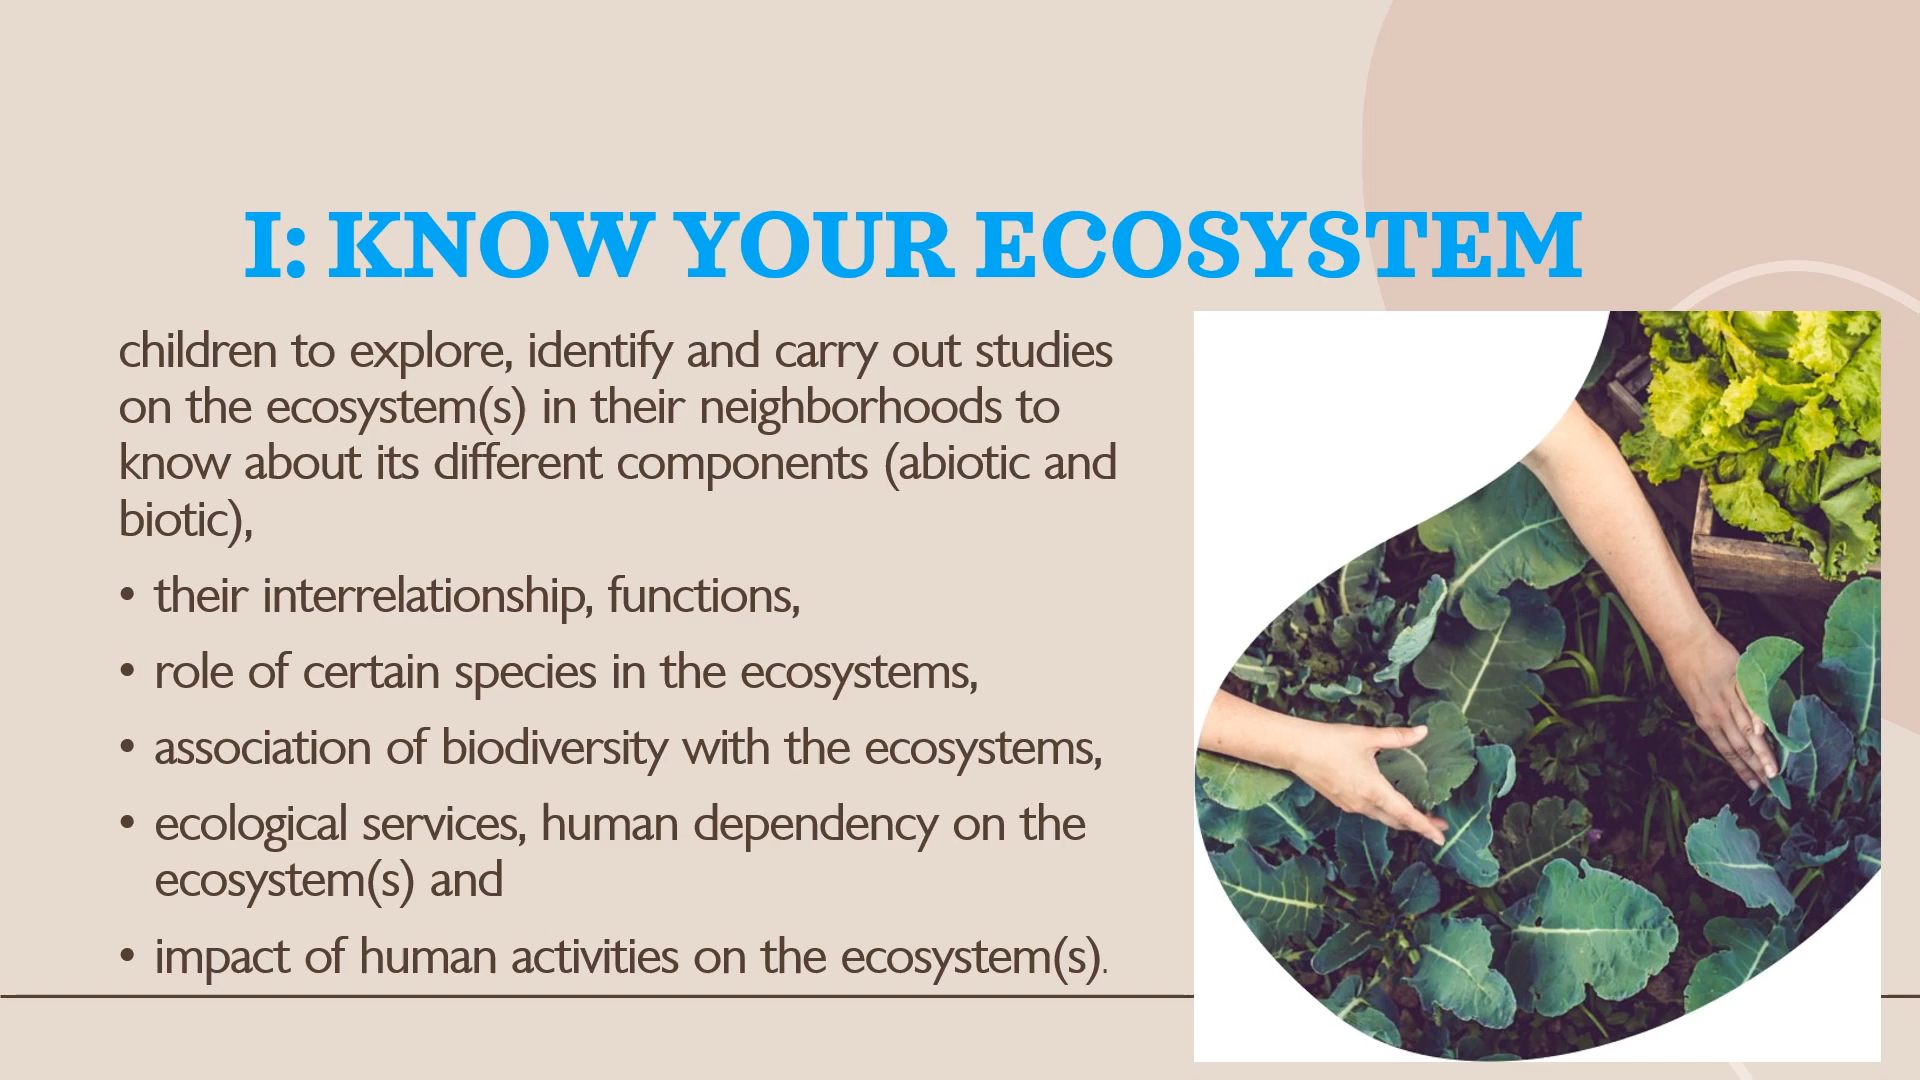 I: KNOW YOUR ECOSYSTEM
children to explore, identify and carry out studies
on the ecosystem(s) in their neighborhoods to
know about its different components (abiotic and
biotic),
• their interrelationship, functions,
• role of certain species in the ecosystems,
• association of biodiversity with the ecosystems,
• ecological services, human dependency on the
ecosystem(s) and
• impact of human activities on the ecosystem(s).